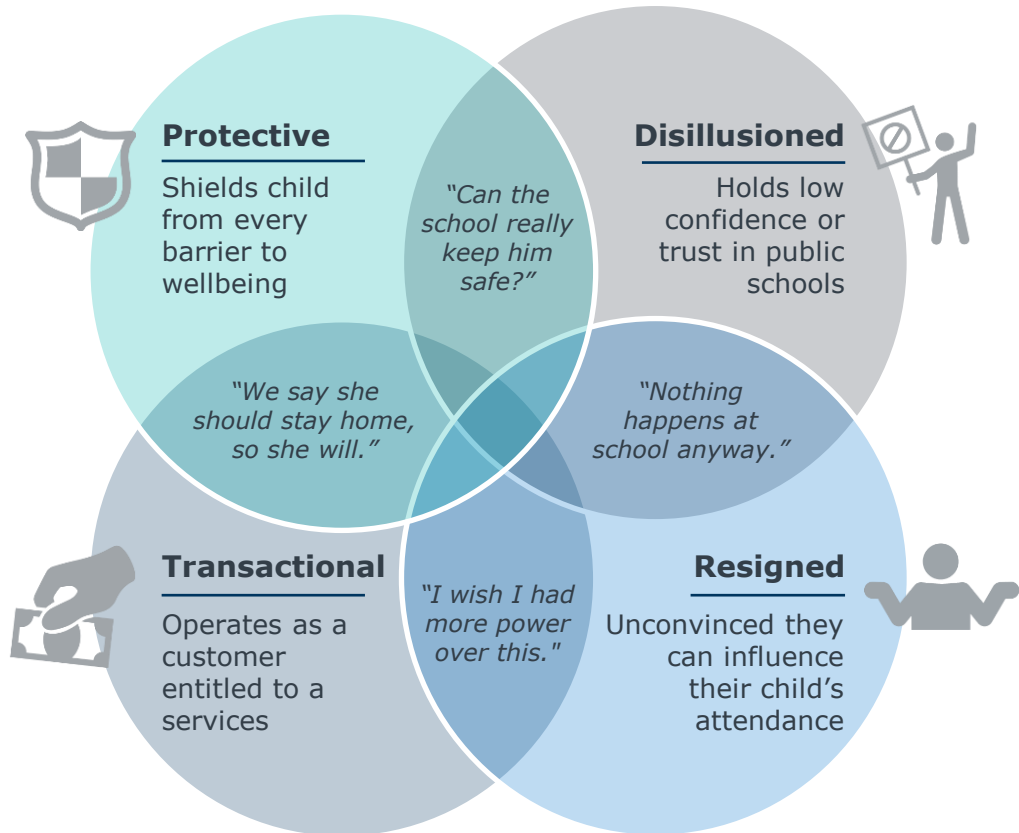 Protective
Shields child
from every
barrier to
wellbeing
“Can the
school really
keep him
safe?”
Disillusioned
Holds low
confidence or
trust in public
schools
“We say she
should stay home,
so she will.”
“Nothing
happens at
school anyway.”
Transactional
Operates as a
customer
entitled to a
services
“I wish I had
more power
over this."
Resigned
Unconvinced they
can influence
their child’s
attendance